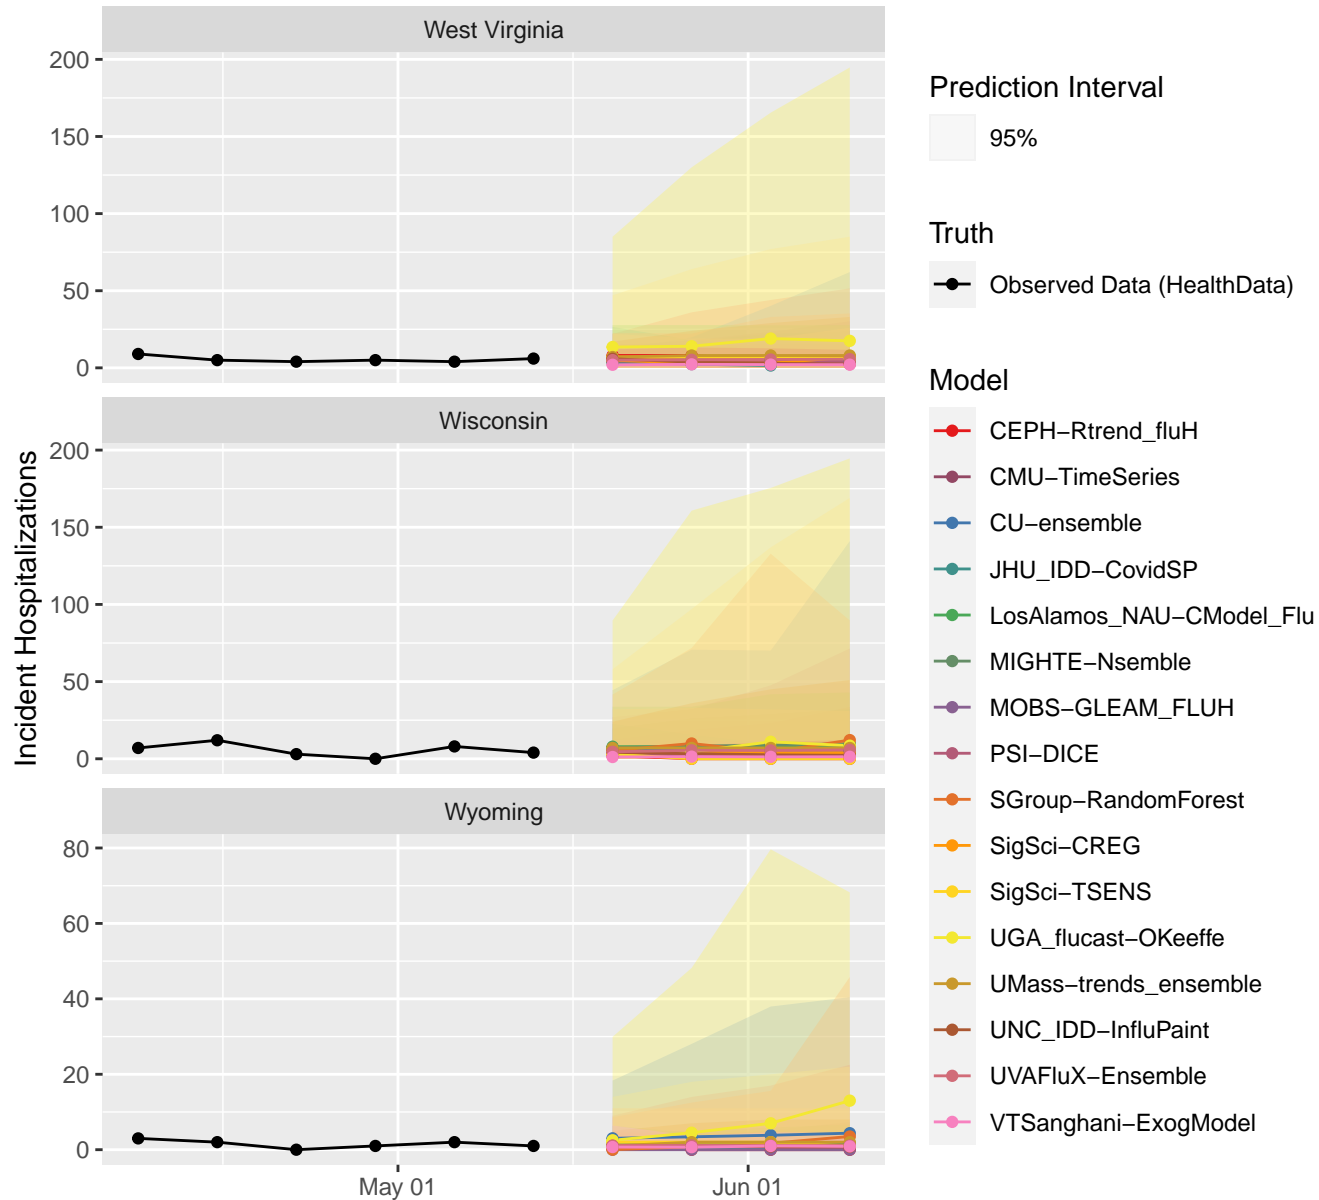 West Virginia
200
150
100
50
0
Wisconsin
200
150
100
50
0
Wyoming
80
60
40
20
0
May 01
Jun 01
Incident Hospitalizations
Prediction Interval
95%
Truth
Observed Data (HealthData)
Model
CEPH−Rtrend_fluH
CMU−TimeSeries
CU−ensemble
JHU_IDD−CovidSP
LosAlamos_NAU−CModel_Flu
MIGHTE−Nsemble
MOBS−GLEAM_FLUH
PSI−DICE
SGroup−RandomForest
SigSci−CREG
SigSci−TSENS
UGA_flucast−OKeeffe
UMass−trends_ensemble
UNC_IDD−InfluPaint
UVAFluX−Ensemble
VTSanghani−ExogModel